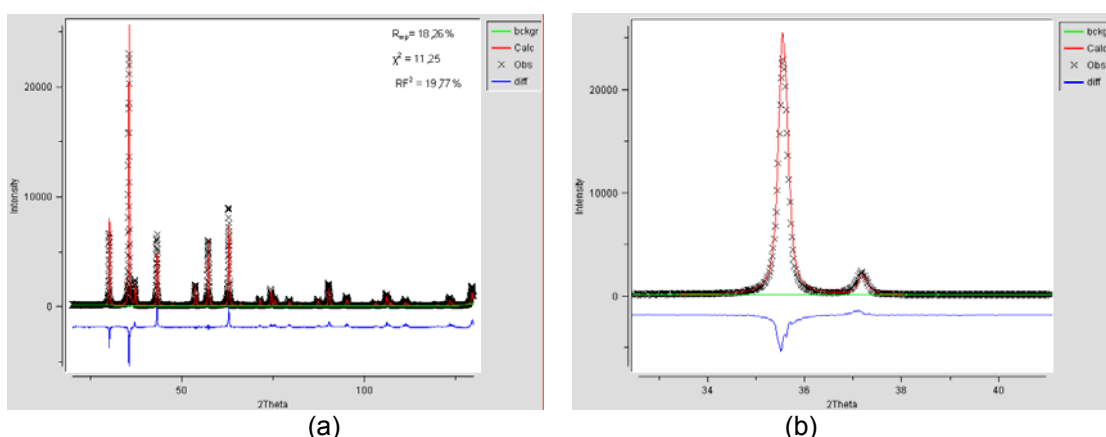 Rwp= 18,26%
χ² = 11,25
RF² = 19,77%
bckgr
Calc
Obs
diff
20000
10000
0
Intensity
50
100
2Theta
(a)
bckgr
Calc
Obs
diff
20000
10000
0
Intensity
34
36
38
40
2Theta
(b)